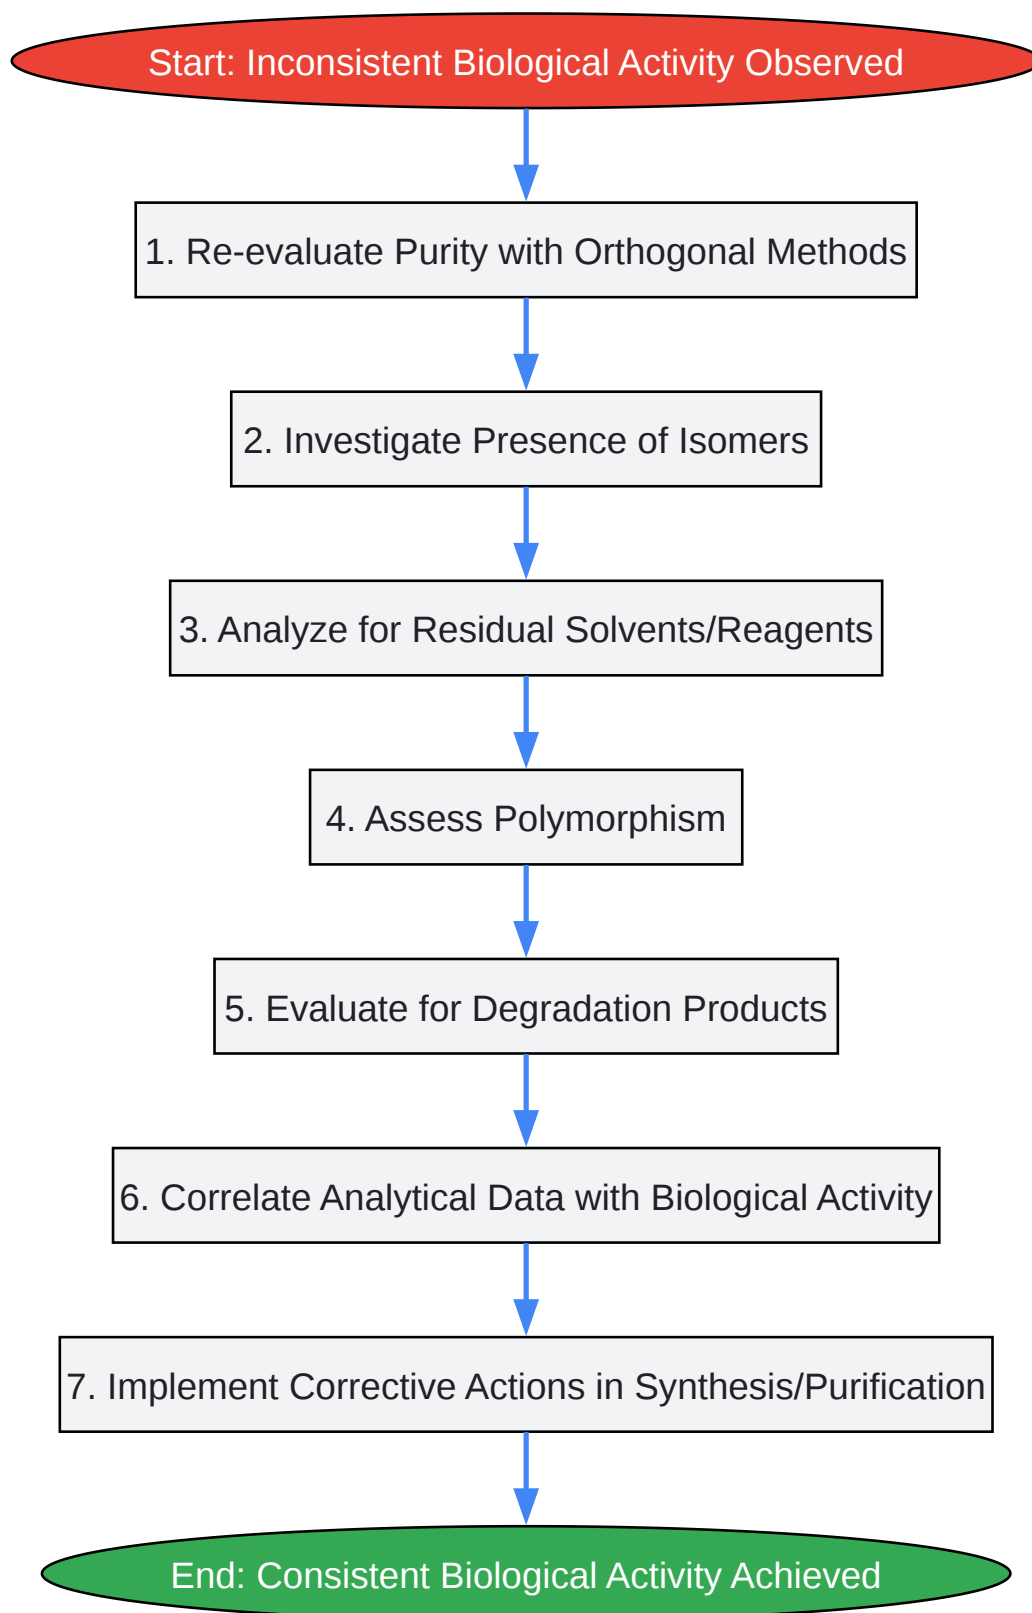 Start: Inconsistent Biological Activity Observed
1. Re-evaluate Purity with Orthogonal Methods
2. Investigate Presence of Isomers
3. Analyze for Residual Solvents/Reagents
4. Assess Polymorphism
5. Evaluate for Degradation Products
6. Correlate Analytical Data with Biological Activity
7. Implement Corrective Actions in Synthesis/Purification
End: Consistent Biological Activity Achieved